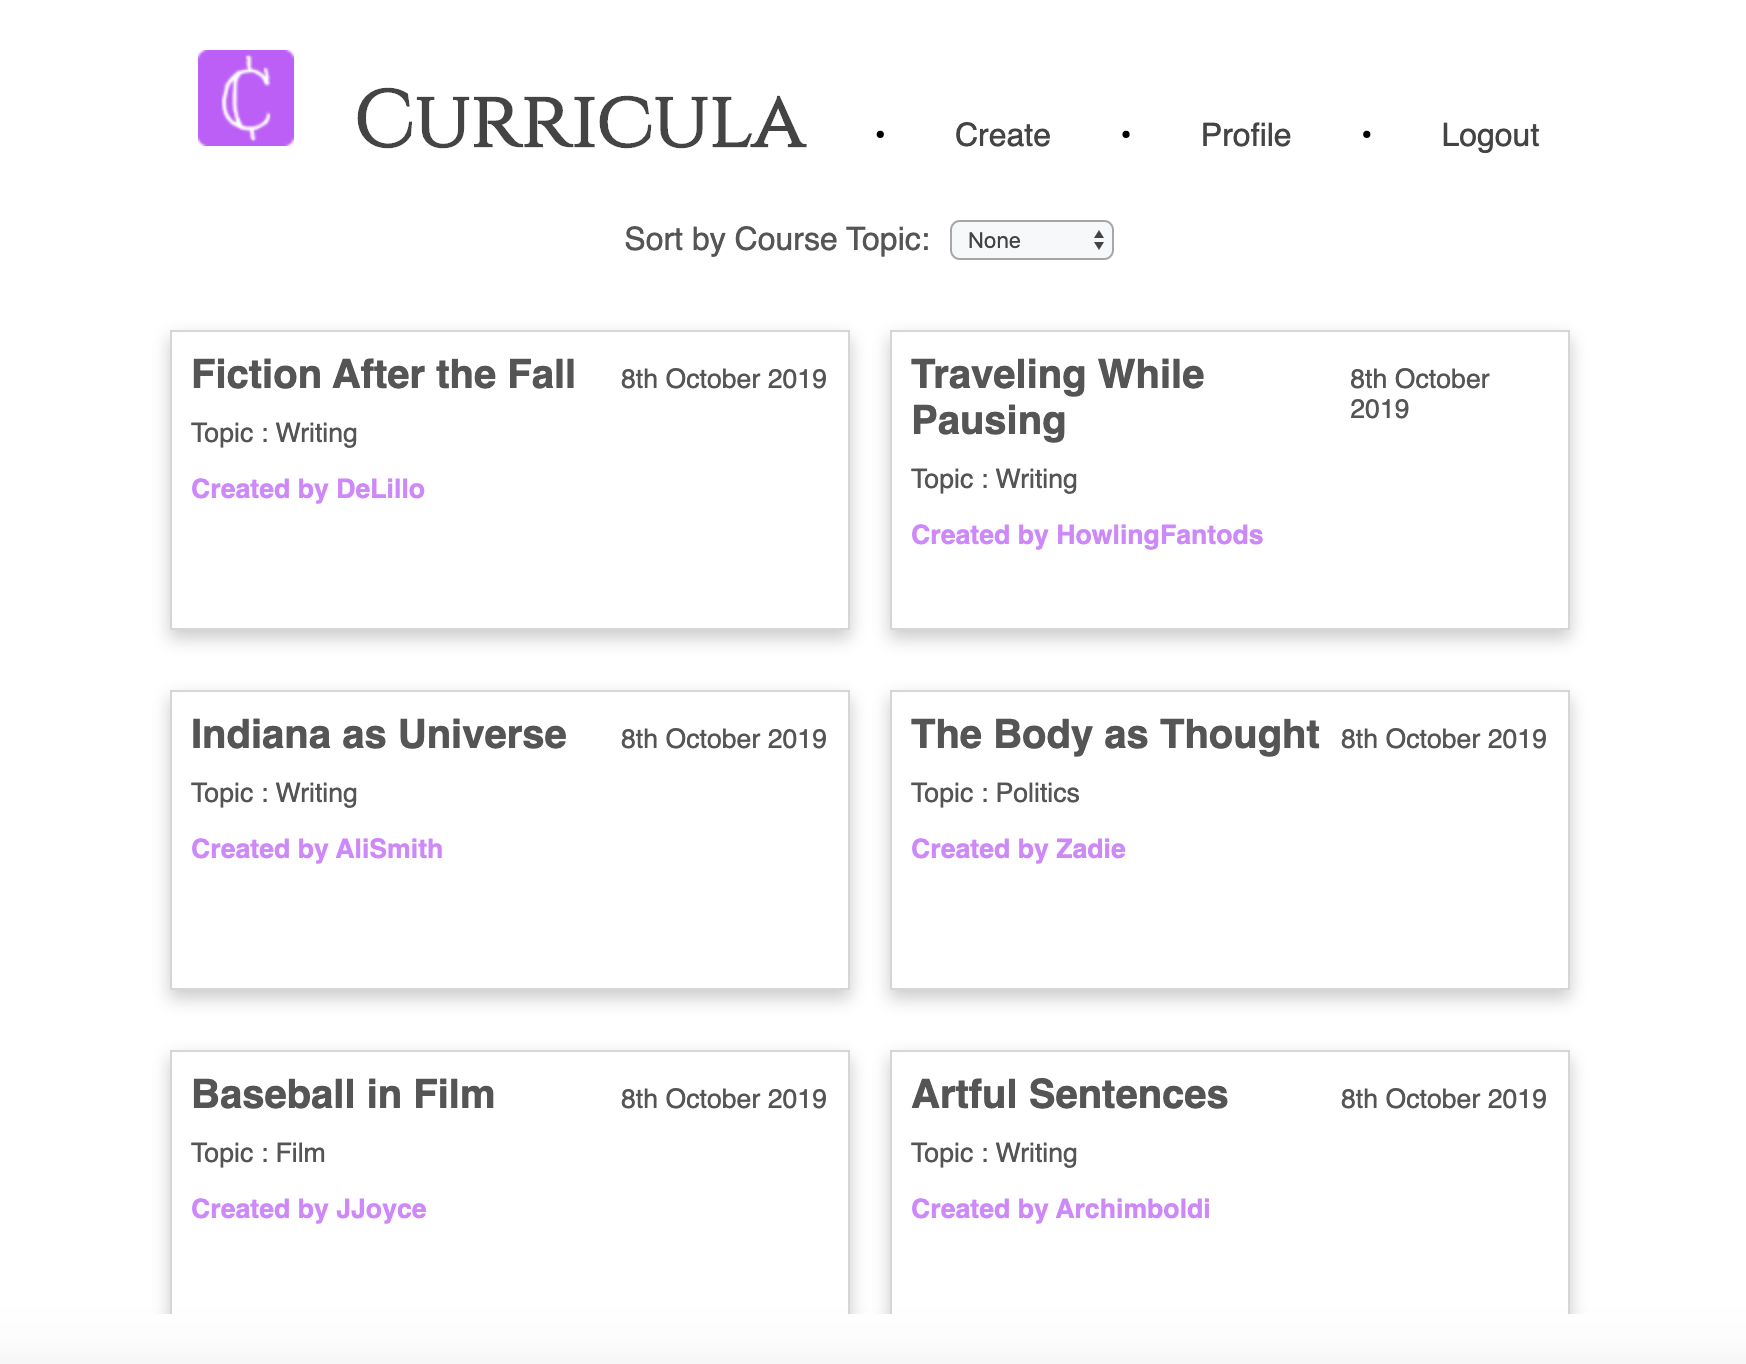 ₵ CURRICULA • Create • Profile • Logout
Sort by Course Topic: None
Fiction After the Fall 8th October 2019
Topic : Writing
Created by DeLillo
Traveling While
Pausing
8th October
2019
Topic : Writing
Created by HowlingFantods
Indiana as Universe 8th October 2019
Topic : Writing
Created by AliSmith
The Body as Thought 8th October 2019
Topic : Politics
Created by Zadie
Baseball in Film 8th October 2019
Topic : Film
Created by JJoyce
Artful Sentences 8th October 2019
Topic : Writing
Created by Archimboldi